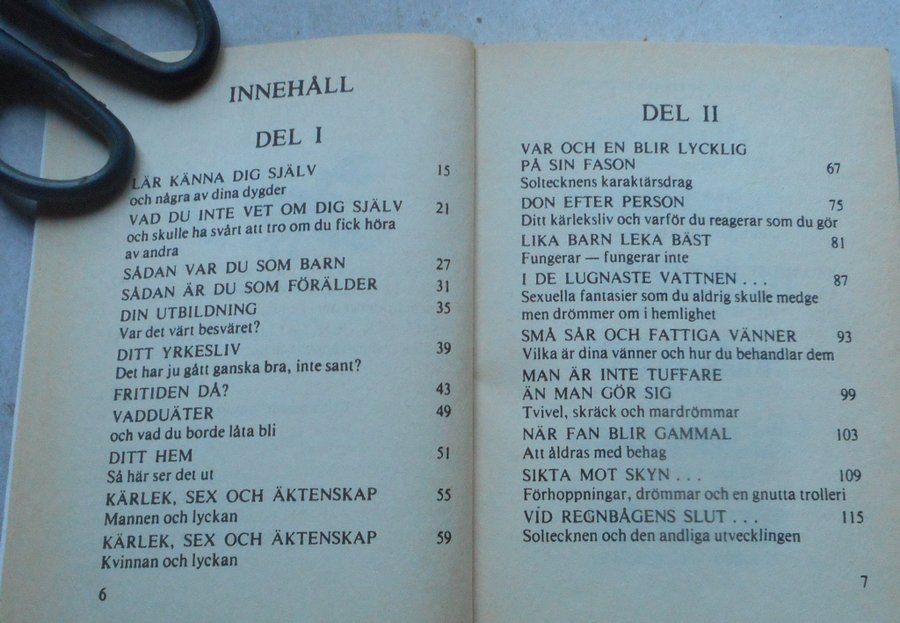 INNEHÅLL
DEL I
LÄR KÄNNA DIG SJÄLV 15
och några av dina dygder
VAD DU INTE VET OM DIG SJÄLV 21
och skulle ha svårt att tro om du fick höra
av andra
SÅDAN VAR DU SOM BARN 27
SÅDAN ÄR DU SOM FÖRÄLDER 31
DIN UTBILDNING 35
Var det värt besväret?
DITT YRKESLIV 39
Det har ju gått ganska bra, inte sant?
FRITIDEN DÅ? 43
VADDUÄTER 49
och vad du borde låta bli
DITT HEM 51
Så här ser det ut
KÄRLEK, SEX OCH ÄKTENSKAP 55
Mannen och lyckan
KÄRLEK, SEX OCH ÄKTENSKAP 59
Kvinnan och lyckan
6
DEL II
VAR OCH EN BLIR LYCKLIG
PÅ SIN FASON 67
Soltecknens karaktärsdrag
DON EFTER PERSON 75
Ditt kärleksliv och varför du reagerar som du gör
LIKA BARN LEKA BÄST 81
Fungerar — fungerar inte
I DE LUGNASTE VATTNEN . . . 87
Sexuella fantasier som du aldrig skulle medge
men drömmer om i hemlighet
SMÅ SÅR OCH FATTIGA VÄNNER 93
Vilka är dina vänner och hur du behandlar dem
MAN ÄR INTE TUFFARE
ÄN MAN GÖR SIG 99
Tvivel, skräck och mardrömmar
NÄR FAN BLIR GAMMAL 103
Att åldras med behag
SIKTA MOT SKYN . . . 109
Förhoppningar, drömmar och en gnutta trolleri
VID REGNBÅGENS SLUT . . . 115
Soltecknen och den andliga utvecklingen
7